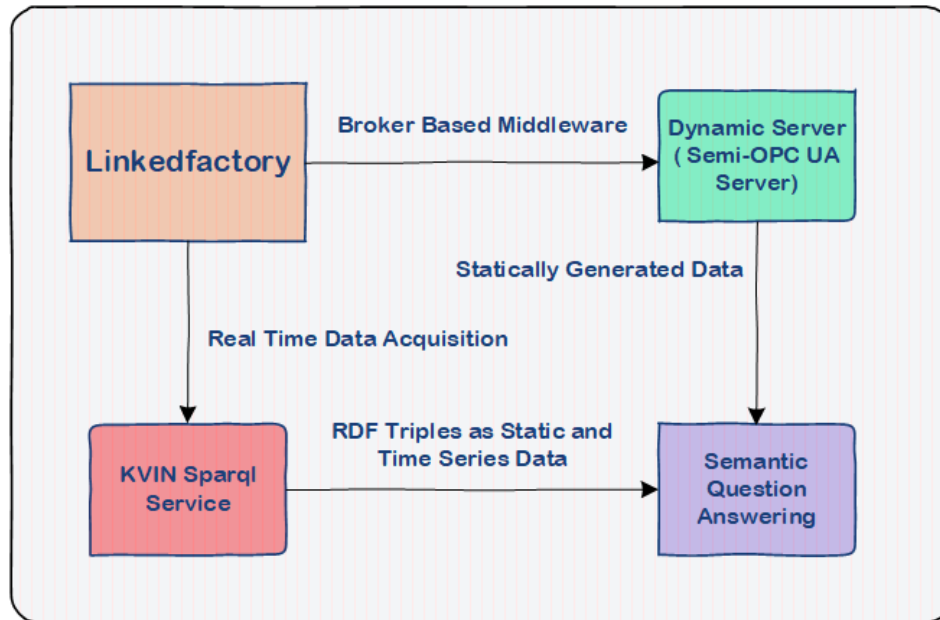 Linkedfactory
Broker Based Middleware
Dynamic Server
( Semi-OPC UA
Server)
Statically Generated Data
Real Time Data Acquisition
KVIN Sparql
Service
RDF Triples as Static and
Time Series Data
Semantic
Question
Answering